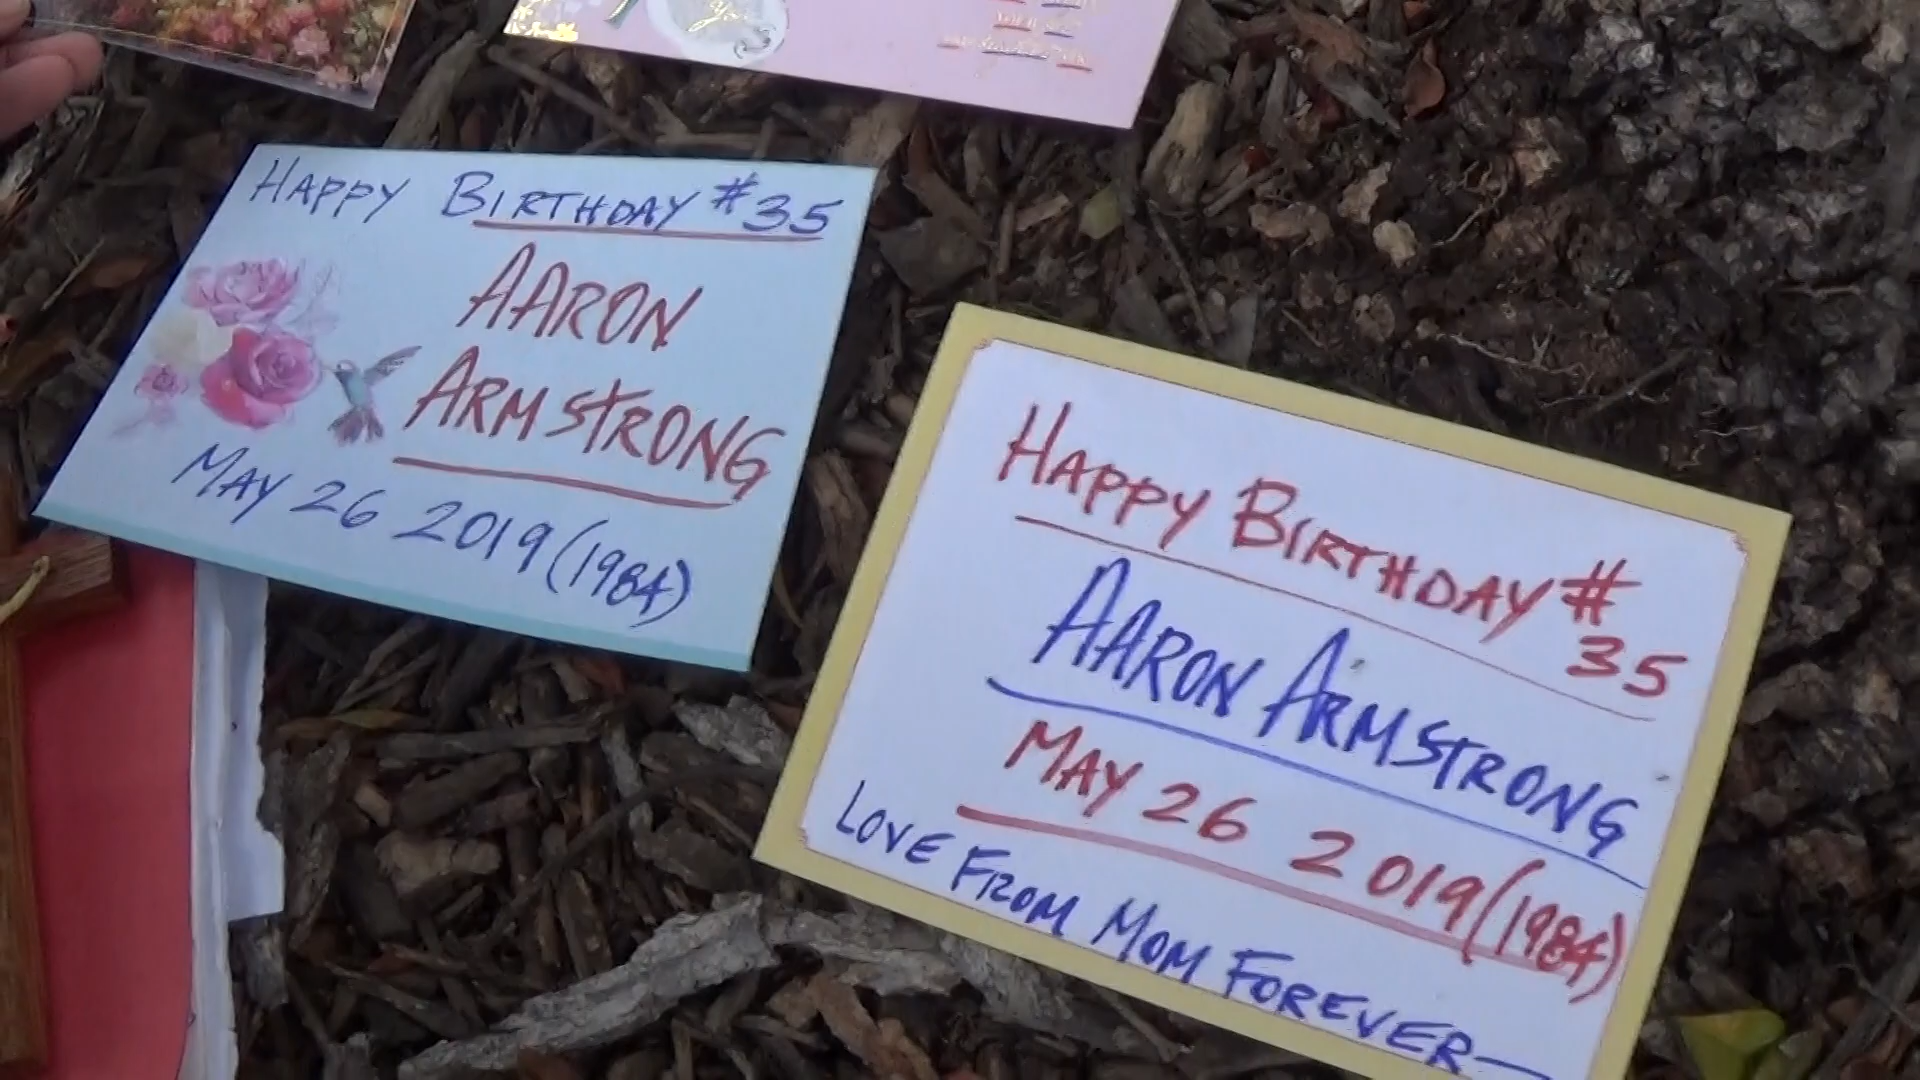 HAPPY BIRTHDAY #35
AARON
ARMSTRONG
MAY 26 2019 (1984)
HAPPY BIRTHDAY #
35
AARON ARMSTRONG
MAY 26 2019 (1984)
LOVE FROM MOM FOREVER—